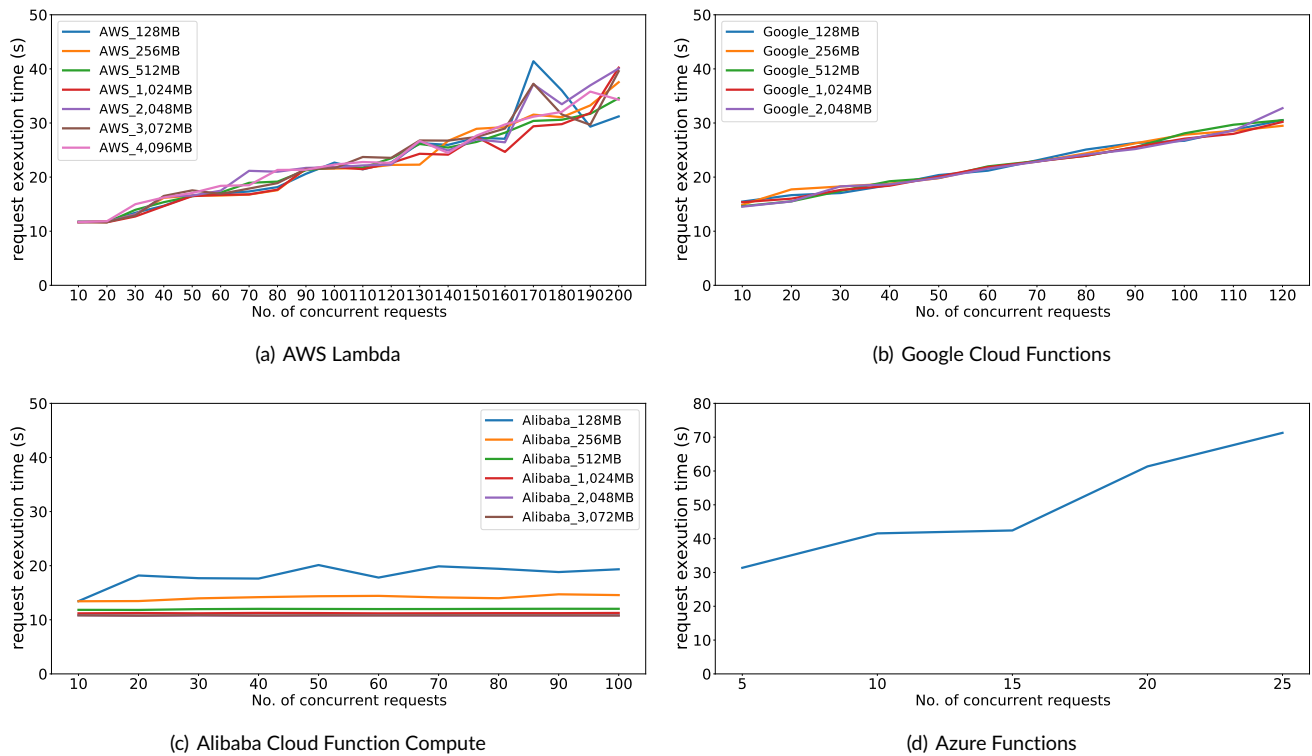 50
40
30
20
10
0
request exexution time (s)
AWS_128MB
AWS_256MB
AWS_512MB
AWS_1,024MB
AWS_2,048MB
AWS_3,072MB
AWS_4,096MB
10 20 30 40 50 60 70 80 90 100 110 120 130 140 150 160 170 180 190 200
No. of concurrent requests
(a) AWS Lambda
50
40
30
20
10
0
request exexution time (s)
Google_128MB
Google_256MB
Google_512MB
Google_1,024MB
Google_2,048MB
10 20 30 40 50 60 70 80 90 100 110 120
No. of concurrent requests
(b) Google Cloud Functions
50
40
30
20
10
0
request exexution time (s)
Alibaba_128MB
Alibaba_256MB
Alibaba_512MB
Alibaba_1,024MB
Alibaba_2,048MB
Alibaba_3,072MB
10 20 30 40 50 60 70 80 90 100
No. of concurrent requests
(c) Alibaba Cloud Function Compute
80
70
60
50
40
30
20
10
0
request exexution time (s)
5 10 15 20 25
No. of concurrent requests
(d) Azure Functions